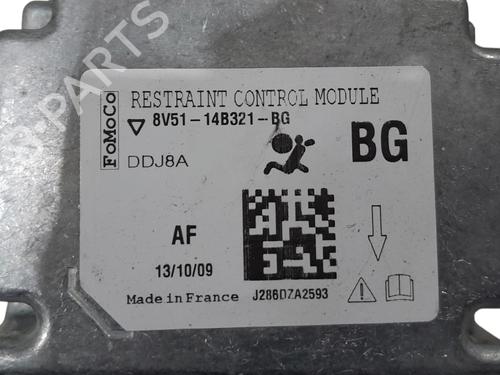 B-PARTS
FoMoCo
RESTRAINT CONTROL MODULE
8V51-14B321-BG
DDJ8A
BG
AF
13/10/09
Made in France
J286DZA2593